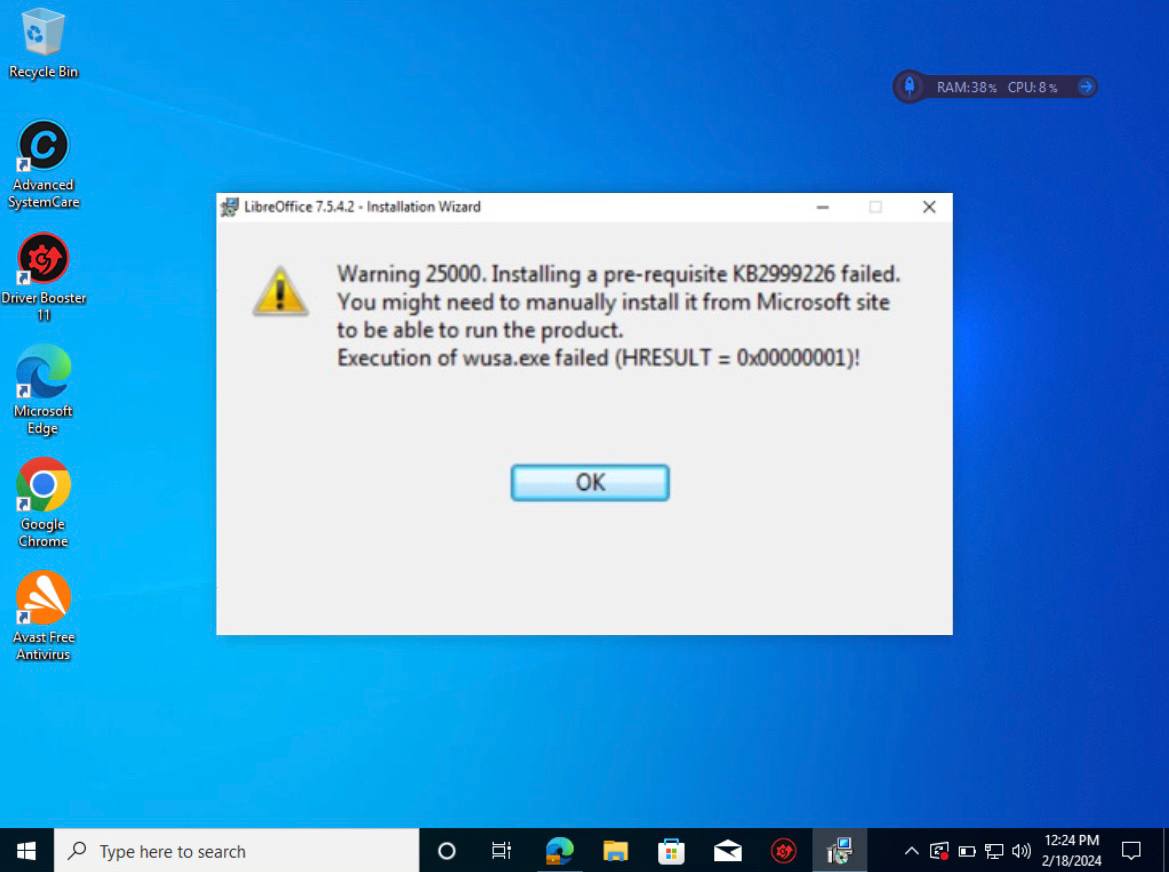 Recycle Bin
Advanced
SystemCare
Driver Booster
11
Microsoft
Edge
Google
Chrome
Avast Free
Antivirus
RAM:38% CPU: 8%
LibreOffice 7.5.4.2 - Installation Wizard
Warning 25000. Installing a pre-requisite KB2999226 failed.
You might need to manually install it from Microsoft site
to be able to run the product.
Execution of wusa.exe failed (HRESULT = 0x00000001)!
OK
Type here to search
12:24 PM
2/18/2024